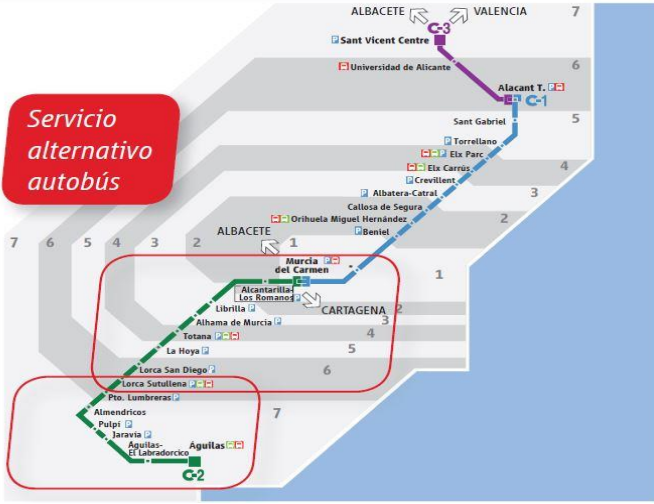 ALBACETE
VALENCIA
7
C-3
Sant Vicent Centre
Universidad de Alicante
6
Alacant T.
C-1
Servicio
alternativo
autobús
Sant Gabriel
5
Torrellano
Elx Parc
Elx Carrús
4
Crevillent
Albatera-Catral
3
Callosa de Segura
Orihuela Miguel Hernández
2
Beniel
ALBACETE
7
6
5
4
3
2
1
Murcia
del Carmen
1
Alcantarilla-
Los Romanos
CARTAGENA
2
Librilla
3
Alhama de Murcia
4
Totana
5
La Hoya
6
Lorca San Diego
Lorca Sutullena
Pto. Lumbreras
7
Almendricos
Pulpí
Jaravía
Águilas-
El Labradorcico
Águilas
C-2